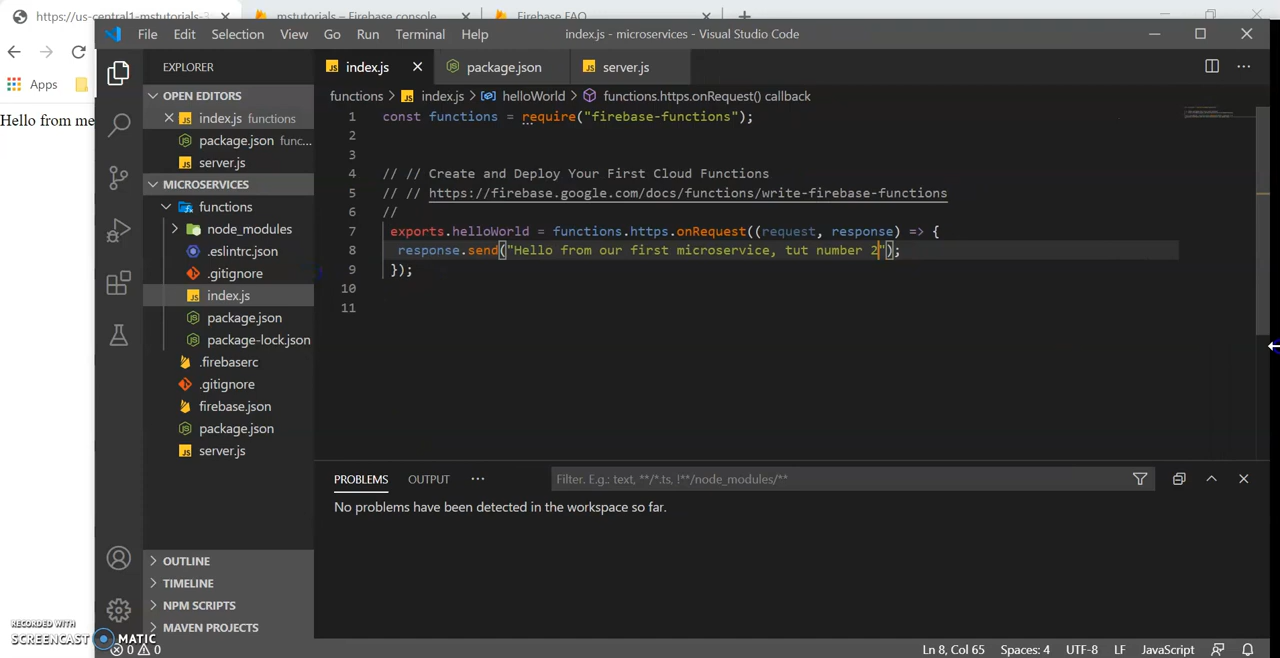 https://us-central1-mstutorials-3
mstutorials – Firebase console
Firebase FAQ
Apps
Hello from me
File Edit Selection View Go Run Terminal Help
index.js - microservices - Visual Studio Code
EXPLORER
OPEN EDITORS
index.js functions
package.json func...
server.js
MICROSERVICES
functions
node_modules
.eslintrc.json
.gitignore
index.js
package.json
package-lock.json
.firebaserc
.gitignore
firebase.json
package.json
server.js
OUTLINE
TIMELINE
NPM SCRIPTS
MAVEN PROJECTS
index.js package.json server.js
functions > index.js > helloWorld > functions.https.onRequest() callback
1 const functions = require("firebase-functions");
2
3
4 // // Create and Deploy Your First Cloud Functions
5 // // https://firebase.google.com/docs/functions/write-firebase-functions
6 //
7 exports.helloWorld = functions.https.onRequest((request, response) => {
8 response.send("Hello from our first microservice, tut number 2");
9 });
10
11
PROBLEMS OUTPUT ···
Filter. E.g.: text, **/*.ts, !**/node_modules/**
No problems have been detected in the workspace so far.
RECORDED WITH
SCREENCAST MATIC
0 0
Ln 8, Col 65 Spaces: 4 UTF-8 LF JavaScript